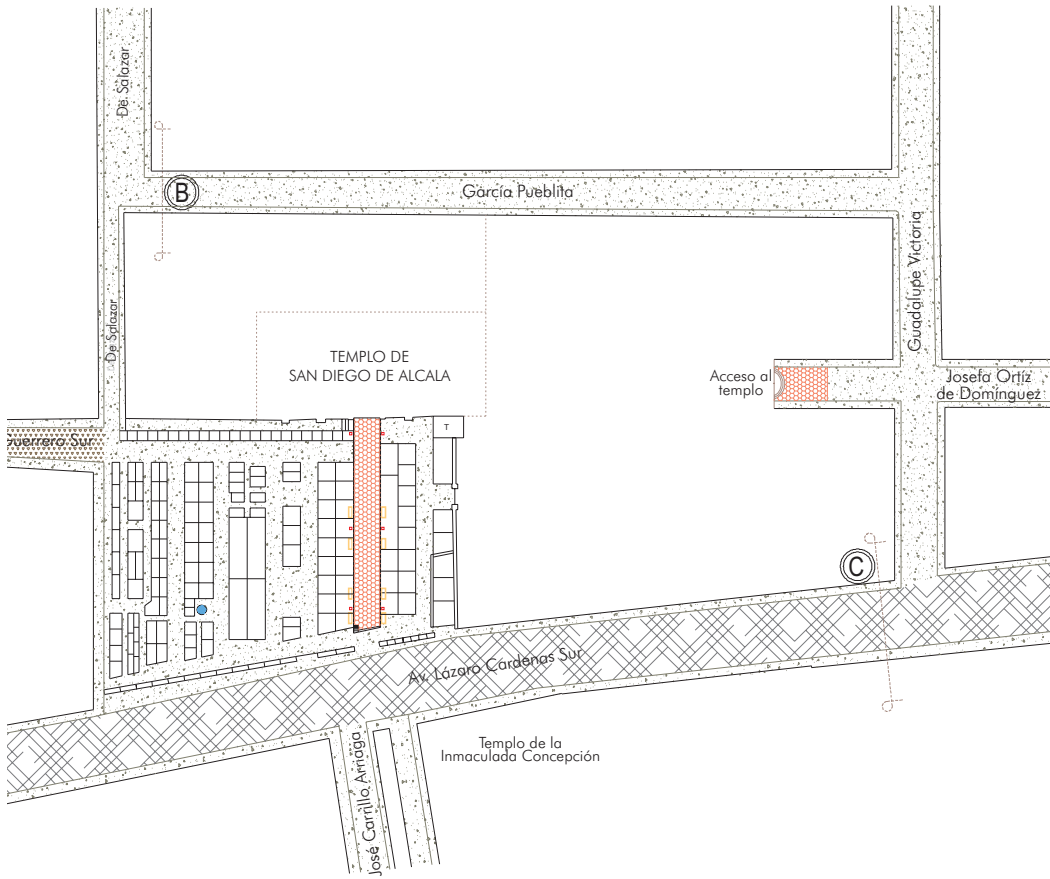 De Salazar
B
García Pueblita
Guadalupe Victoria
De Salazar
TEMPLO DE
SAN DIEGO DE ALCALA
Acceso al
templo
Josefa Ortíz
de Domínguez
Guerrero Sur
T
C
Av. Lázaro Cardenas Sur
Templo de la
Inmaculada Concepción
José Carrillo Arriaga